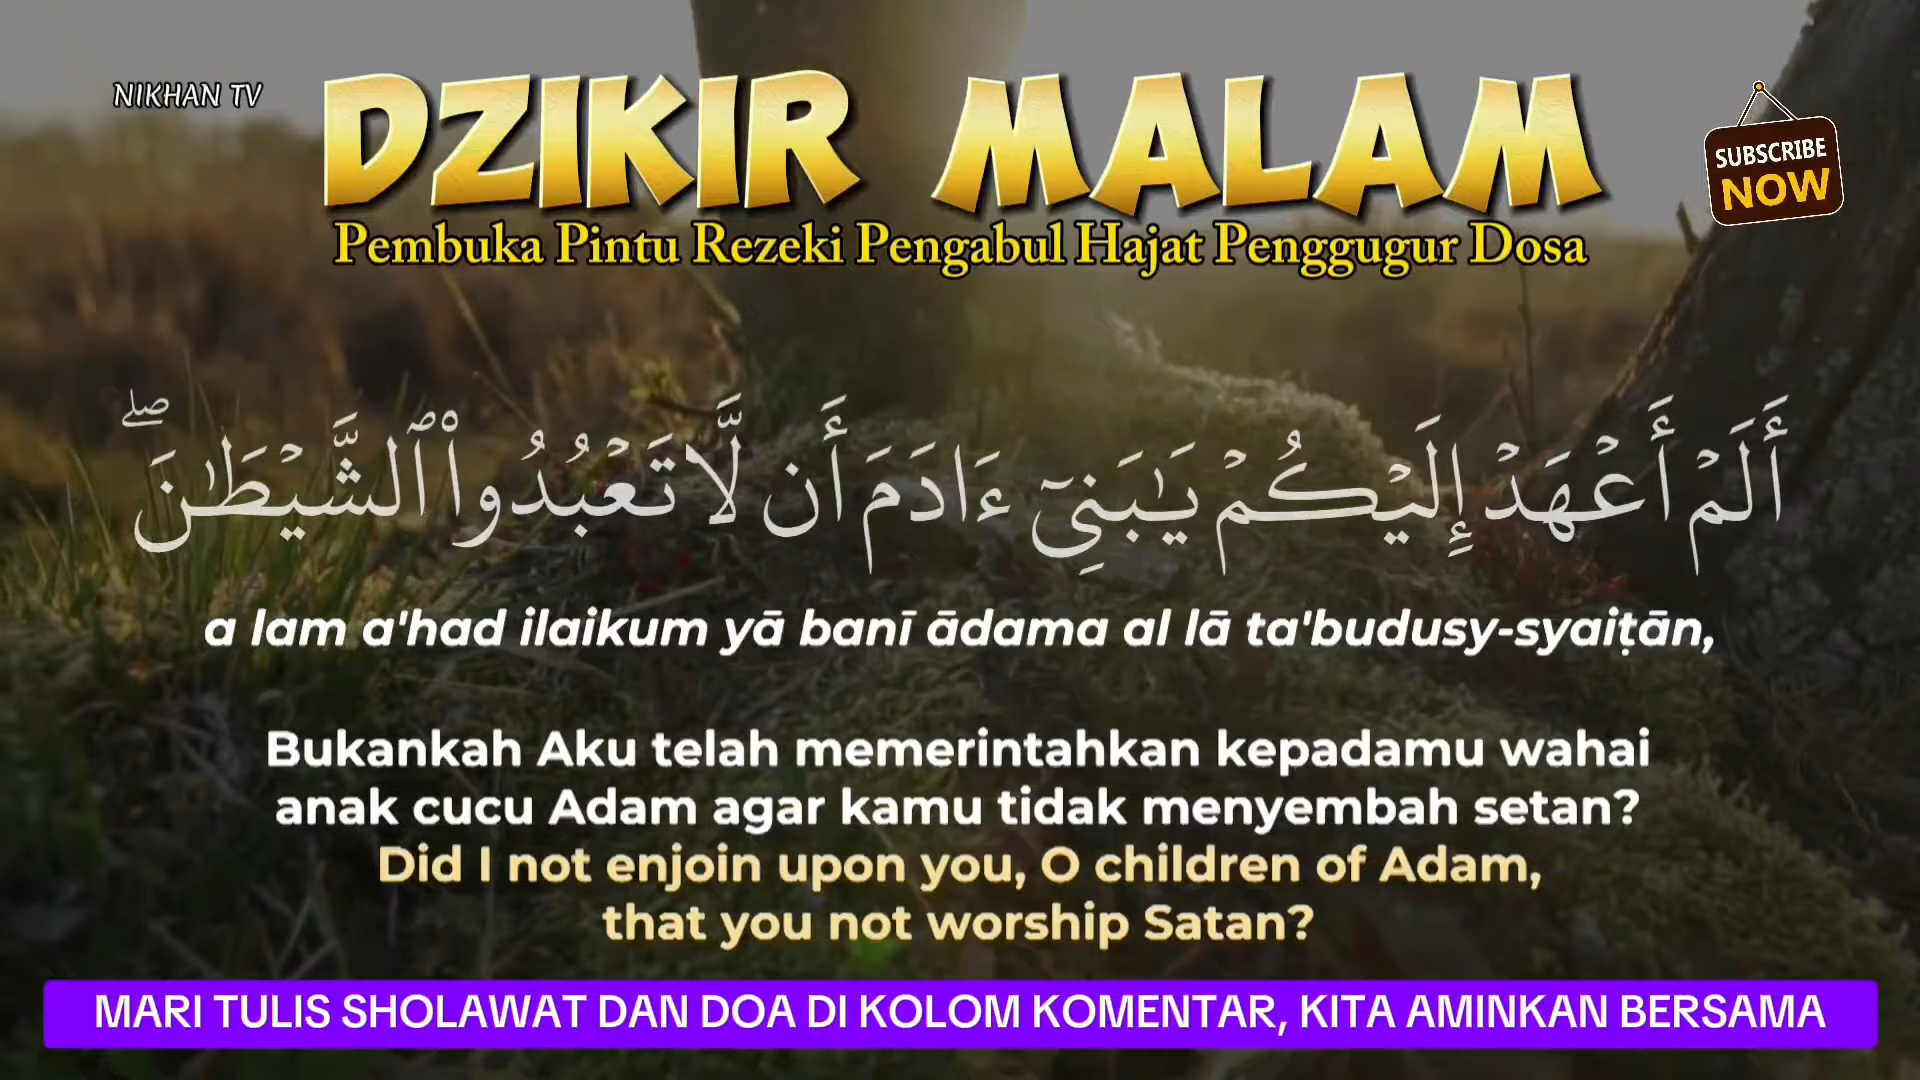 NIKHAN TV
DZIKIR MALAM
SUBSCRIBE
NOW
Pembuka Pintu Rezeki Pengabul Hajat Penggugur Dosa
أَلَمْ أَعْهَدْ إِلَيْكُمْ يَـٰبَنِىٓ ءَادَمَ أَن لَّا تَعْبُدُوا۟ ٱلشَّيْطَـٰنَ ۖ
a lam a'had ilaikum yā banī ādama al lā ta'budusy-syaiṭān,
Bukankah Aku telah memerintahkan kepadamu wahai
anak cucu Adam agar kamu tidak menyembah setan?
Did I not enjoin upon you, O children of Adam,
that you not worship Satan?
MARI TULIS SHOLAWAT DAN DOA DI KOLOM KOMENTAR, KITA AMINKAN BERSAMA